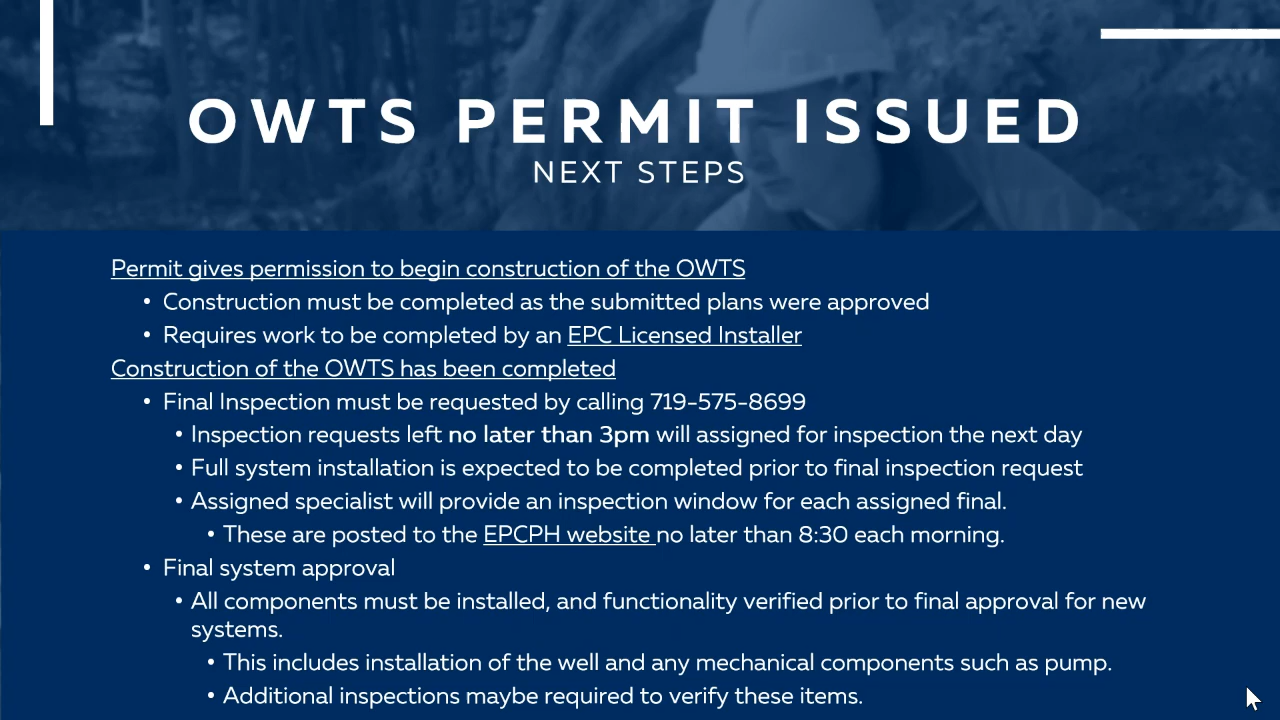 OWTS PERMIT ISSUED
NEXT STEPS
Permit gives permission to begin construction of the OWTS
• Construction must be completed as the submitted plans were approved
• Requires work to be completed by an EPC Licensed Installer
Construction of the OWTS has been completed
• Final Inspection must be requested by calling 719-575-8699
• Inspection requests left no later than 3pm will assigned for inspection the next day
• Full system installation is expected to be completed prior to final inspection request
• Assigned specialist will provide an inspection window for each assigned final.
• These are posted to the EPCPH website no later than 8:30 each morning.
• Final system approval
• All components must be installed, and functionality verified prior to final approval for new
systems.
• This includes installation of the well and any mechanical components such as pump.
• Additional inspections maybe required to verify these items.